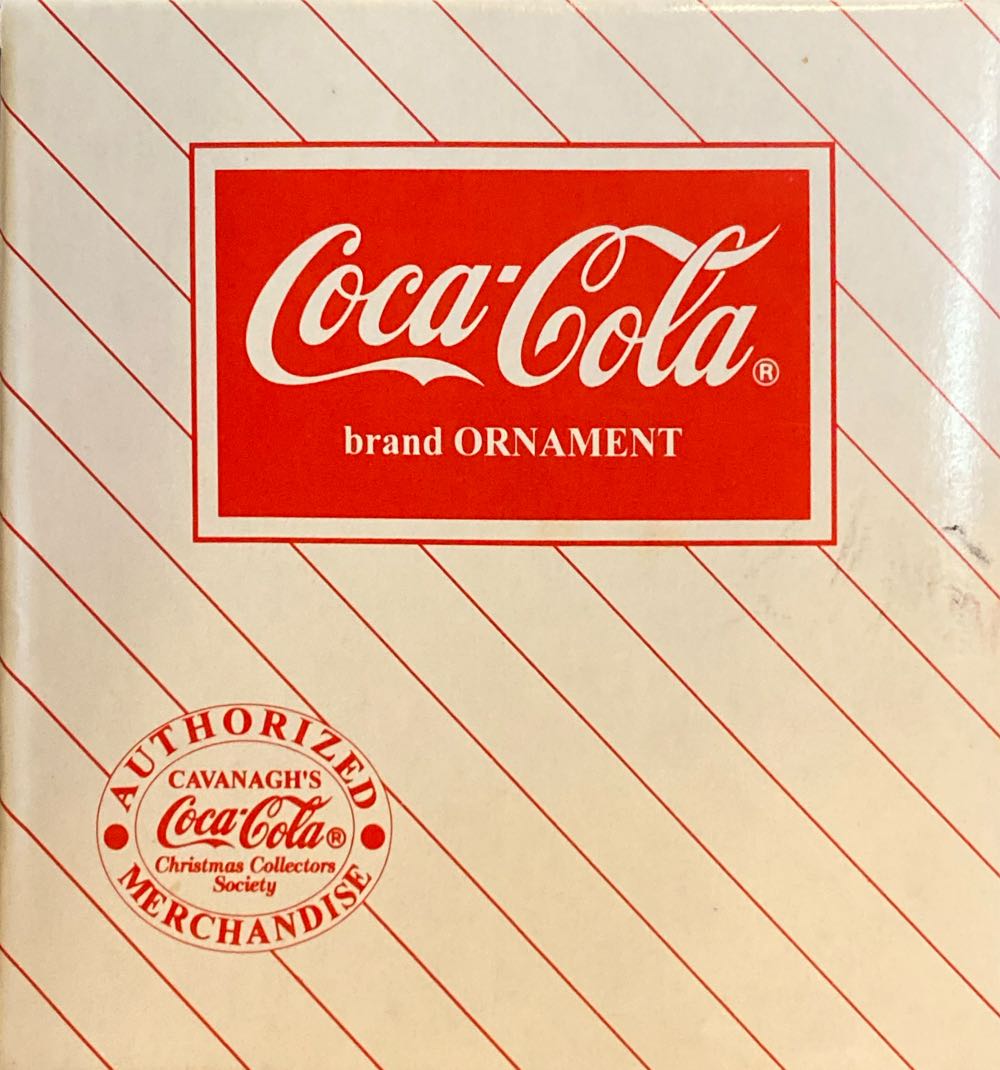 Coca-Cola®
brand ORNAMENT
AUTHORIZED
CAVANAGH'S
Coca-Cola®
Christmas Collectors
Society
MERCHANDISE